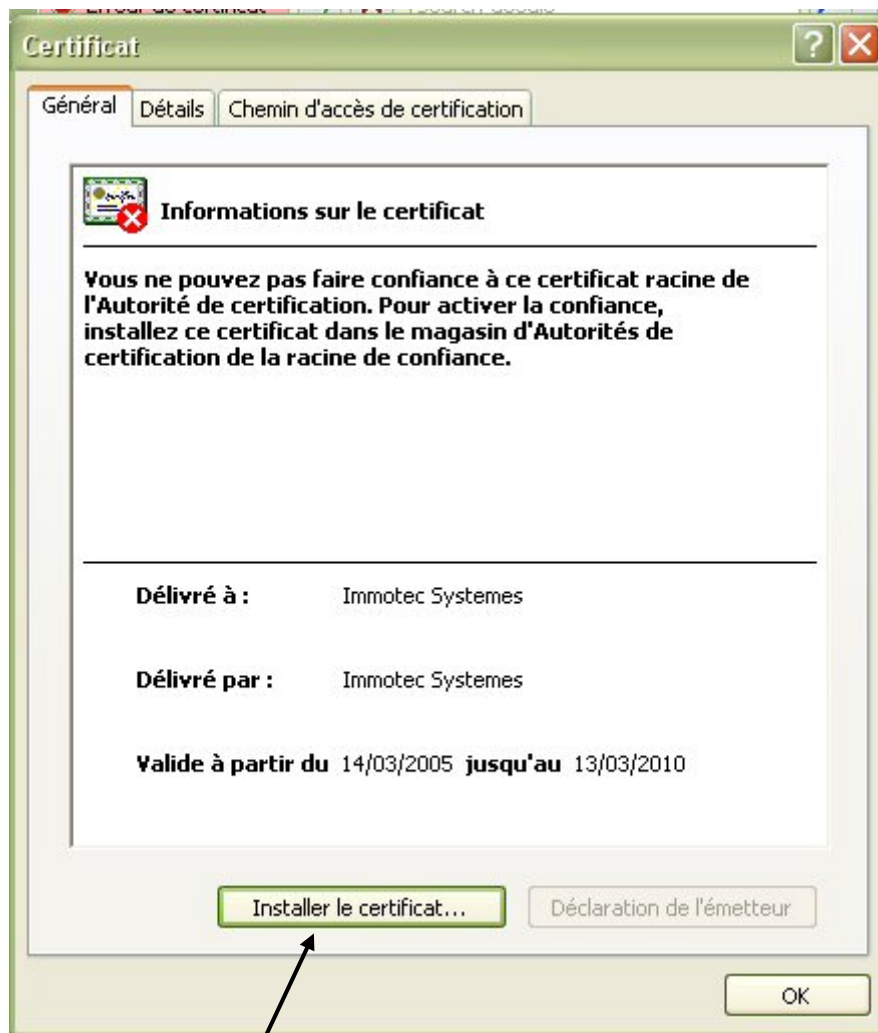 Certificat
Général Détails Chemin d'accès de certification
Informations sur le certificat
Vous ne pouvez pas faire confiance à ce certificat racine de
l'Autorité de certification. Pour activer la confiance,
installez ce certificat dans le magasin d'Autorités de
certification de la racine de confiance.
Délivré à : Immotec Systemes
Délivré par : Immotec Systemes
Valide à partir du 14/03/2005 jusqu'au 13/03/2010
Installer le certificat... Déclaration de l'émetteur
OK